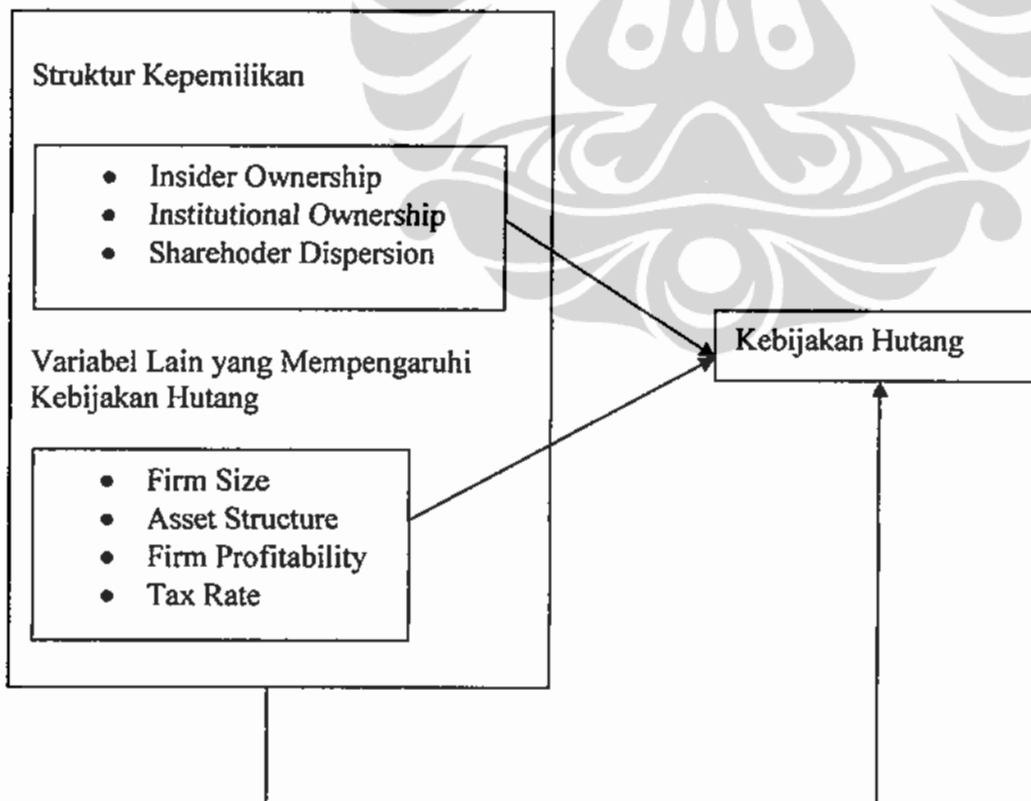 Struktur Kepemilikan
• Insider Ownership
• Institutional Ownership
• Sharehoder Dispersion
Variabel Lain yang Mempengaruhi
Kebijakan Hutang
• Firm Size
• Asset Structure
• Firm Profitability
• Tax Rate
Kebijakan Hutang